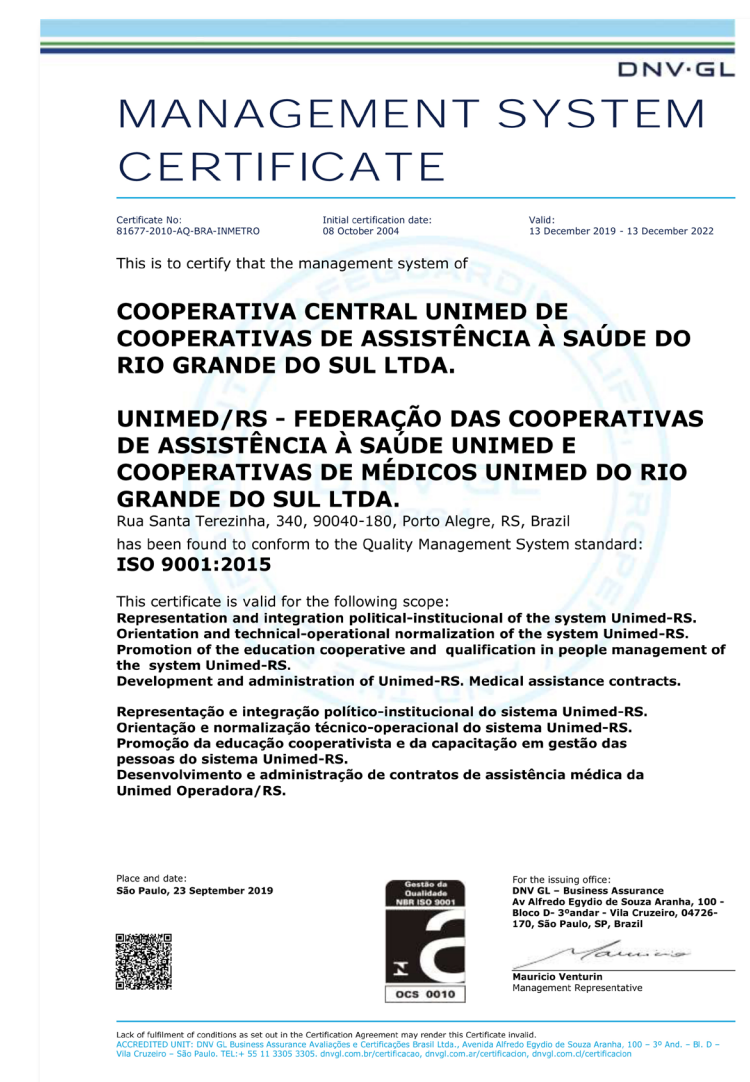 DNV·GL
MANAGEMENT SYSTEM
CERTIFICATE
Certificate No:
81677-2010-AQ-BRA-INMETRO
Initial certification date:
08 October 2004
Valid:
13 December 2019 - 13 December 2022
This is to certify that the management system of
COOPERATIVA CENTRAL UNIMED DE
COOPERATIVAS DE ASSISTÊNCIA À SAÚDE DO
RIO GRANDE DO SUL LTDA.
UNIMED/RS - FEDERAÇÃO DAS COOPERATIVAS
DE ASSISTÊNCIA À SAÚDE UNIMED E
COOPERATIVAS DE MÉDICOS UNIMED DO RIO
GRANDE DO SUL LTDA.
Rua Santa Terezinha, 340, 90040-180, Porto Alegre, RS, Brazil
has been found to conform to the Quality Management System standard:
ISO 9001:2015
This certificate is valid for the following scope:
Representation and integration political-institucional of the system Unimed-RS.
Orientation and technical-operational normalization of the system Unimed-RS.
Promotion of the education cooperative and qualification in people management of
the system Unimed-RS.
Development and administration of Unimed-RS. Medical assistance contracts.
Representação e integração político-institucional do sistema Unimed-RS.
Orientação e normalização técnico-operacional do sistema Unimed-RS.
Promoção da educação cooperativista e da capacitação em gestão das
pessoas do sistema Unimed-RS.
Desenvolvimento e administração de contratos de assistência médica da
Unimed Operadora/RS.
Place and date:
São Paulo, 23 September 2019
Gestão da
Qualidade
NBR ISO 9001
OCS 0010
For the issuing office:
DNV GL – Business Assurance
Av Alfredo Egydio de Souza Aranha, 100 -
Bloco D- 3ºandar - Vila Cruzeiro, 04726-
170, São Paulo, SP, Brazil
Mauricio
Mauricio Venturin
Management Representative
Lack of fulfilment of conditions as set out in the Certification Agreement may render this Certificate invalid.
ACCREDITED UNIT: DNV GL Business Assurance Avaliações e Certificações Brasil Ltda., Avenida Alfredo Egydio de Souza Aranha, 100 – 3º And. – Bl. D –
Vila Cruzeiro – São Paulo. TEL:+ 55 11 3305 3305. dnvgl.com.br/certificacao, dnvgl.com.ar/certificacion, dnvgl.com.cl/certificacion